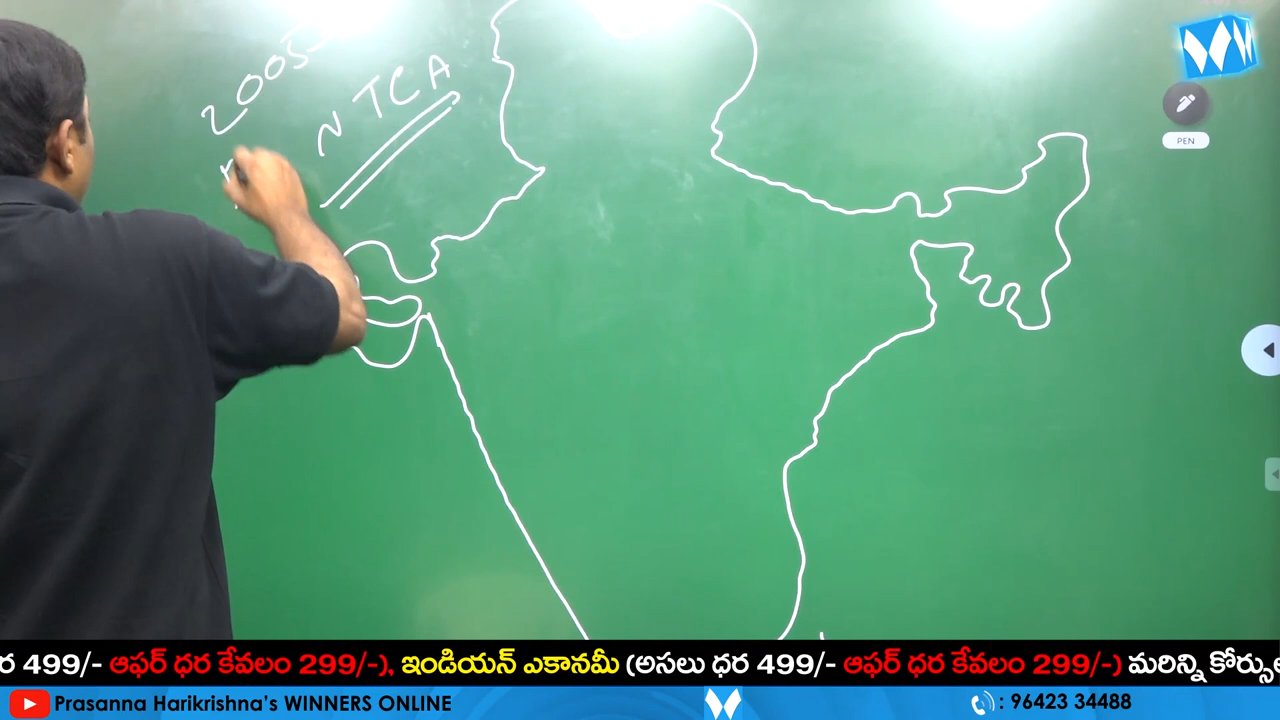 2005
NTCA
PEN
ర 499/- ఆఫర్ ధర కేవలం 299/-), ఇండియన్ ఎకానమీ (అసలు ధర 499/- ఆఫర్ ధర కేవలం 299/-) మరిన్ని కోర్సుల
Prasanna Harikrishna's WINNERS ONLINE
: 96423 34488